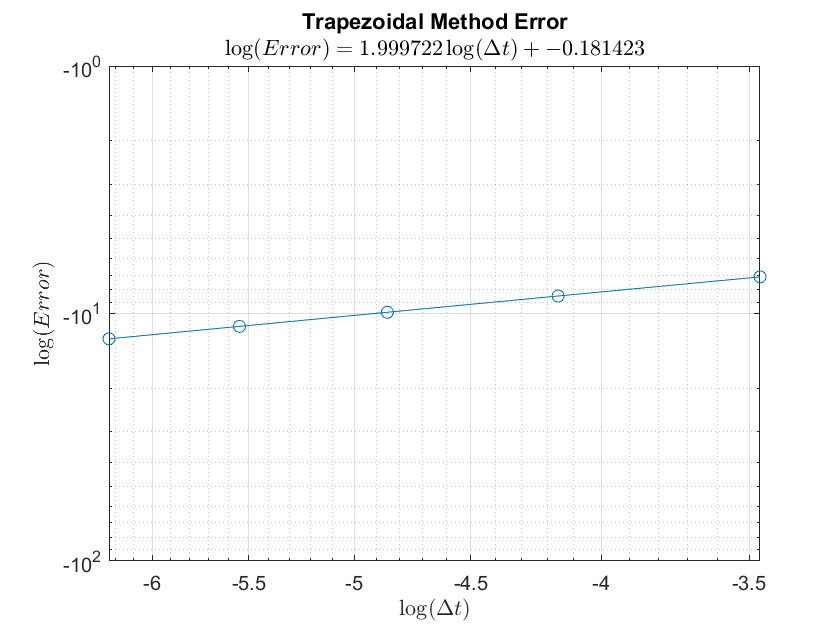 Trapezoidal Method Error
log(Error) = 1.999722 log(Δt) + −0.181423
-10^0
-10^1
-10^2
log(Error)
-6 -5.5 -5 -4.5 -4 -3.5
log(Δt)